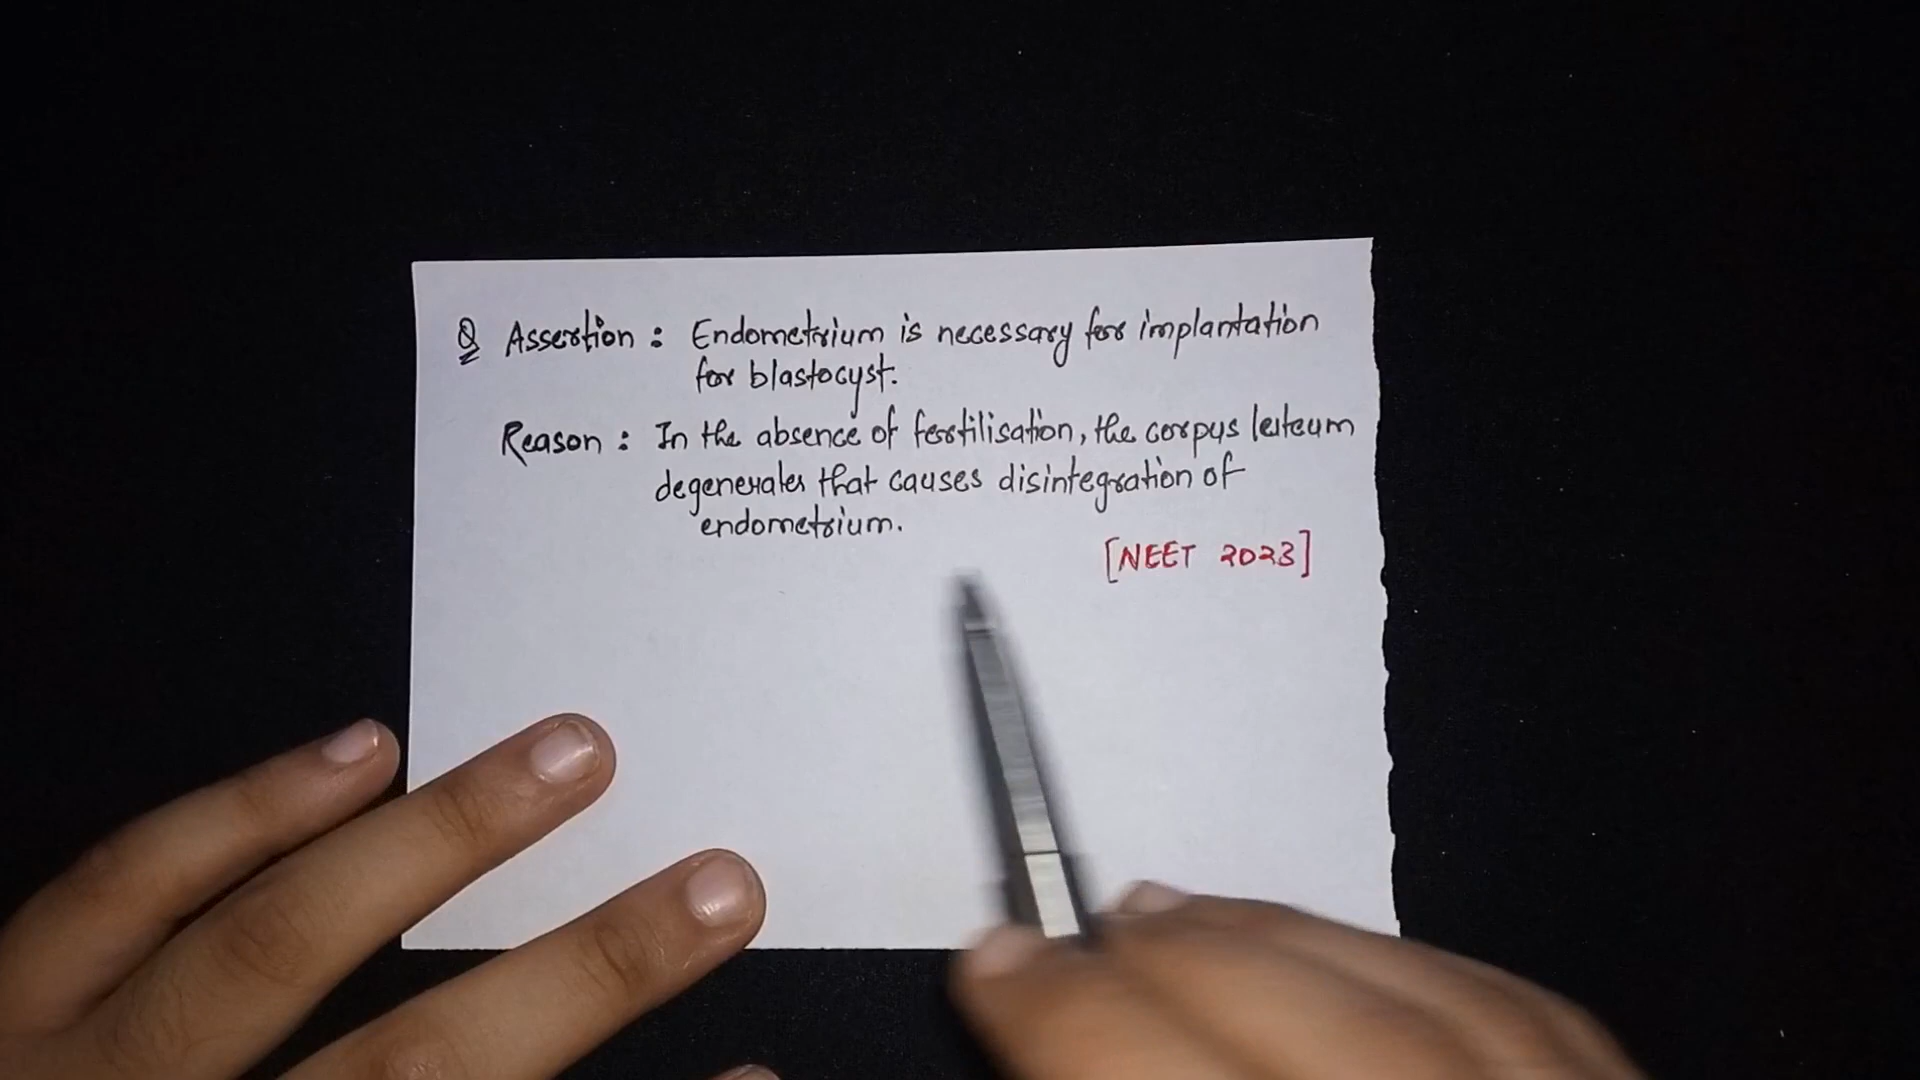 Q Assertion : Endometrium is necessary for implantation
for blastocyst.
Reason : In the absence of fertilisation, the corpus leuteum
degenerates that causes disintegration of
endometrium.
[NEET 2023]